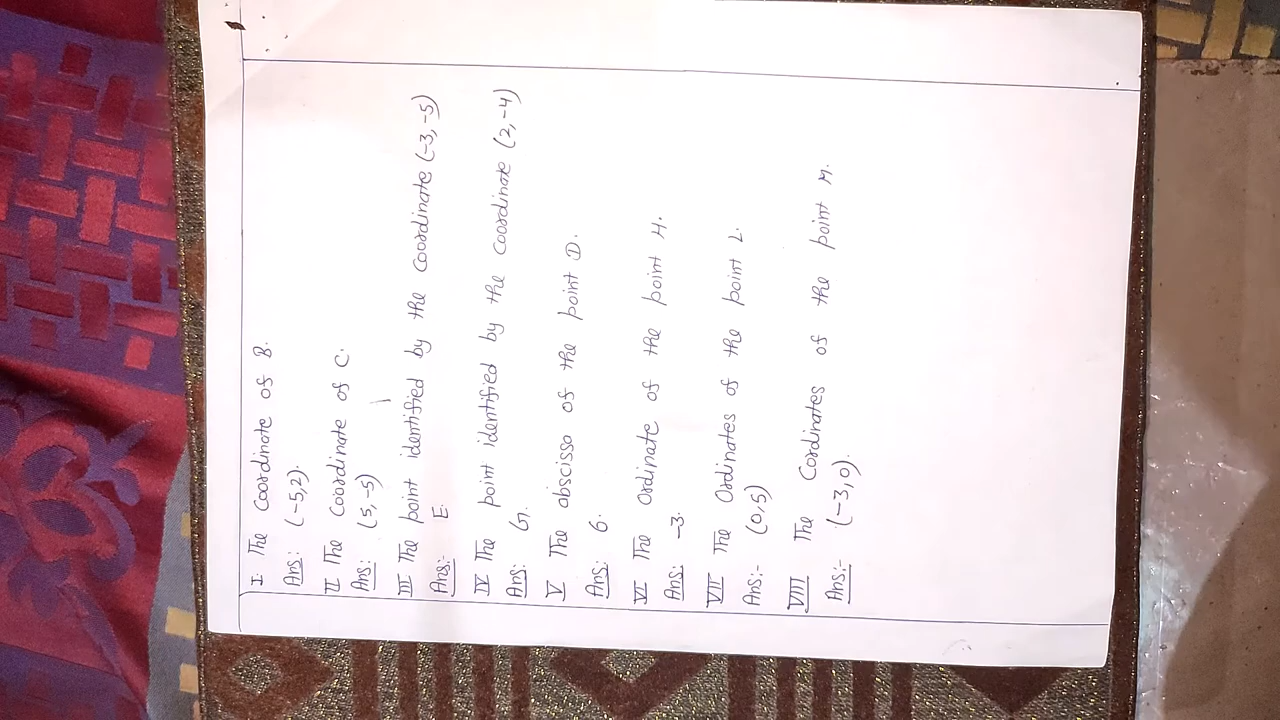 I The coordinate of B.
Ans: (-5,2).
II The coordinate of C.
Ans: (5,-5)
III The point identified by the coordinate (-3,-5)
Ans:- E.
IV The point identified by the coordinate (2,-4)
Ans: G.
V The abscissa of the point D.
Ans: 6.
VI The ordinate of the point H.
Ans: -3.
VII The Ordinates of the point L.
Ans:- (0,5)
VIII The Cordinates of the point M.
Ans:- (-3,0).